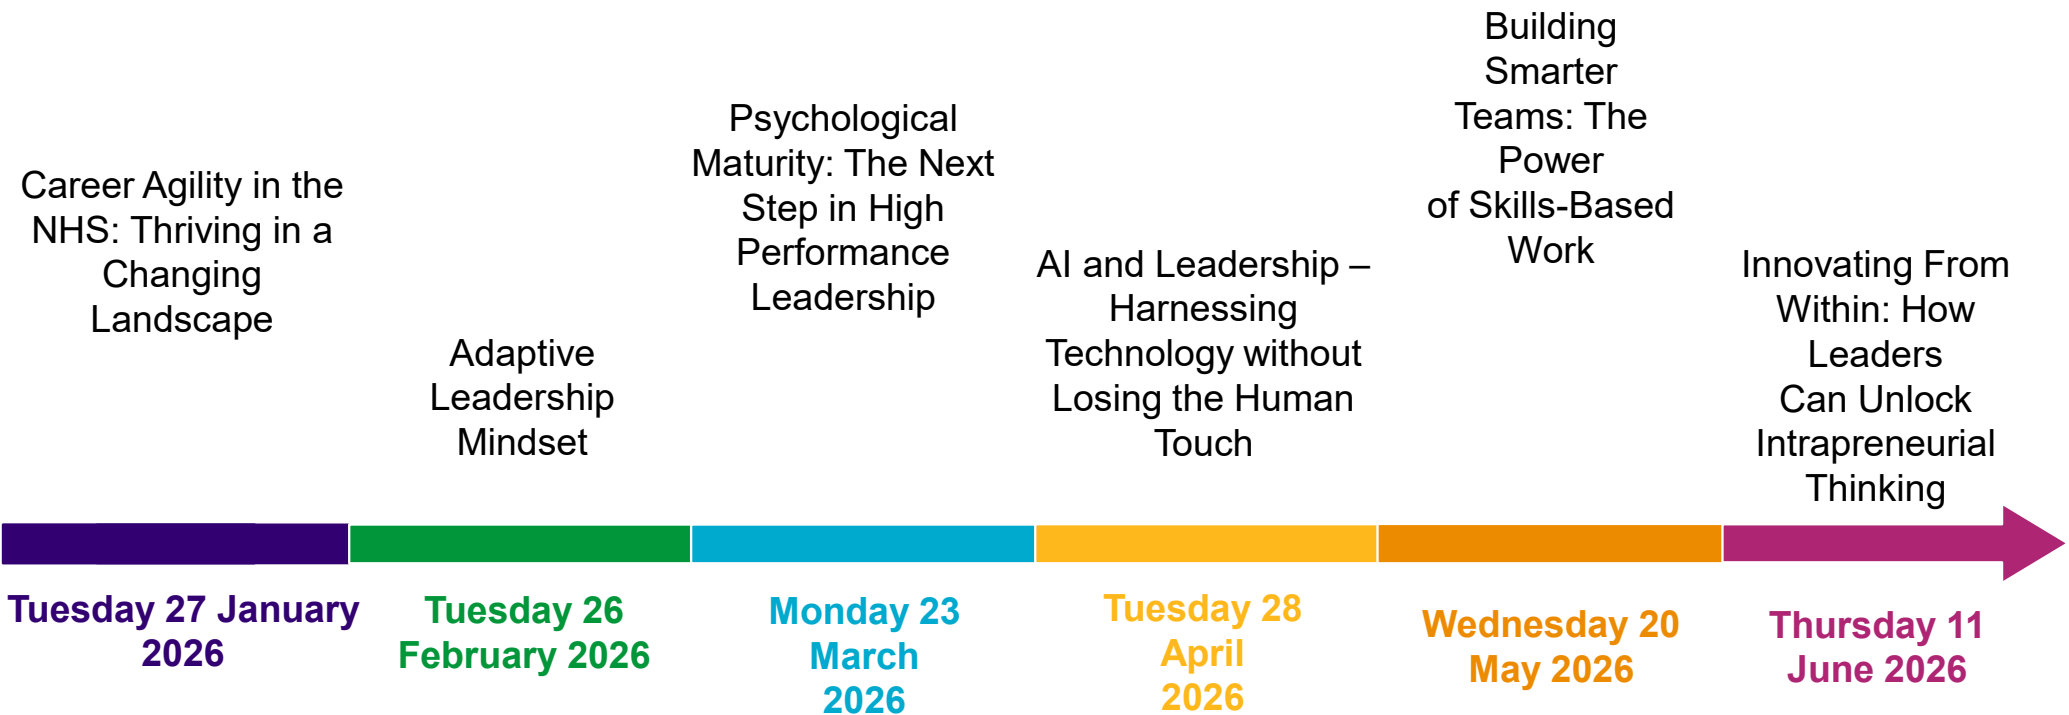 Career Agility in the
NHS: Thriving in a
Changing
Landscape
Adaptive
Leadership
Mindset
Psychological
Maturity: The Next
Step in High
Performance
Leadership
AI and Leadership –
Harnessing
Technology without
Losing the Human
Touch
Building
Smarter
Teams: The
Power
of Skills-Based
Work
Innovating From
Within: How
Leaders
Can Unlock
Intrapreneurial
Thinking
Tuesday 27 January
2026
Tuesday 26
February 2026
Monday 23
March
2026
Tuesday 28
April
2026
Wednesday 20
May 2026
Thursday 11
June 2026